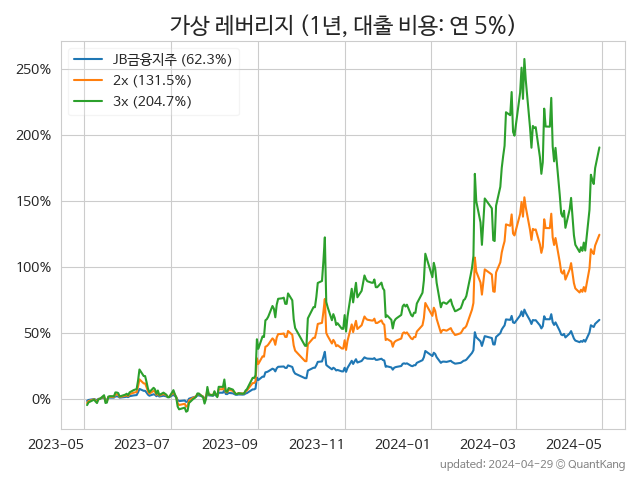 가상 레버리지 (1년, 대출 비용: 연 5%)
JB금융지주 (62.3%)
2x (131.5%)
3x (204.7%)
250%
200%
150%
100%
50%
0%
2023-05 2023-07 2023-09 2023-11 2024-01 2024-03 2024-05
updated: 2024-04-29 © QuantKang